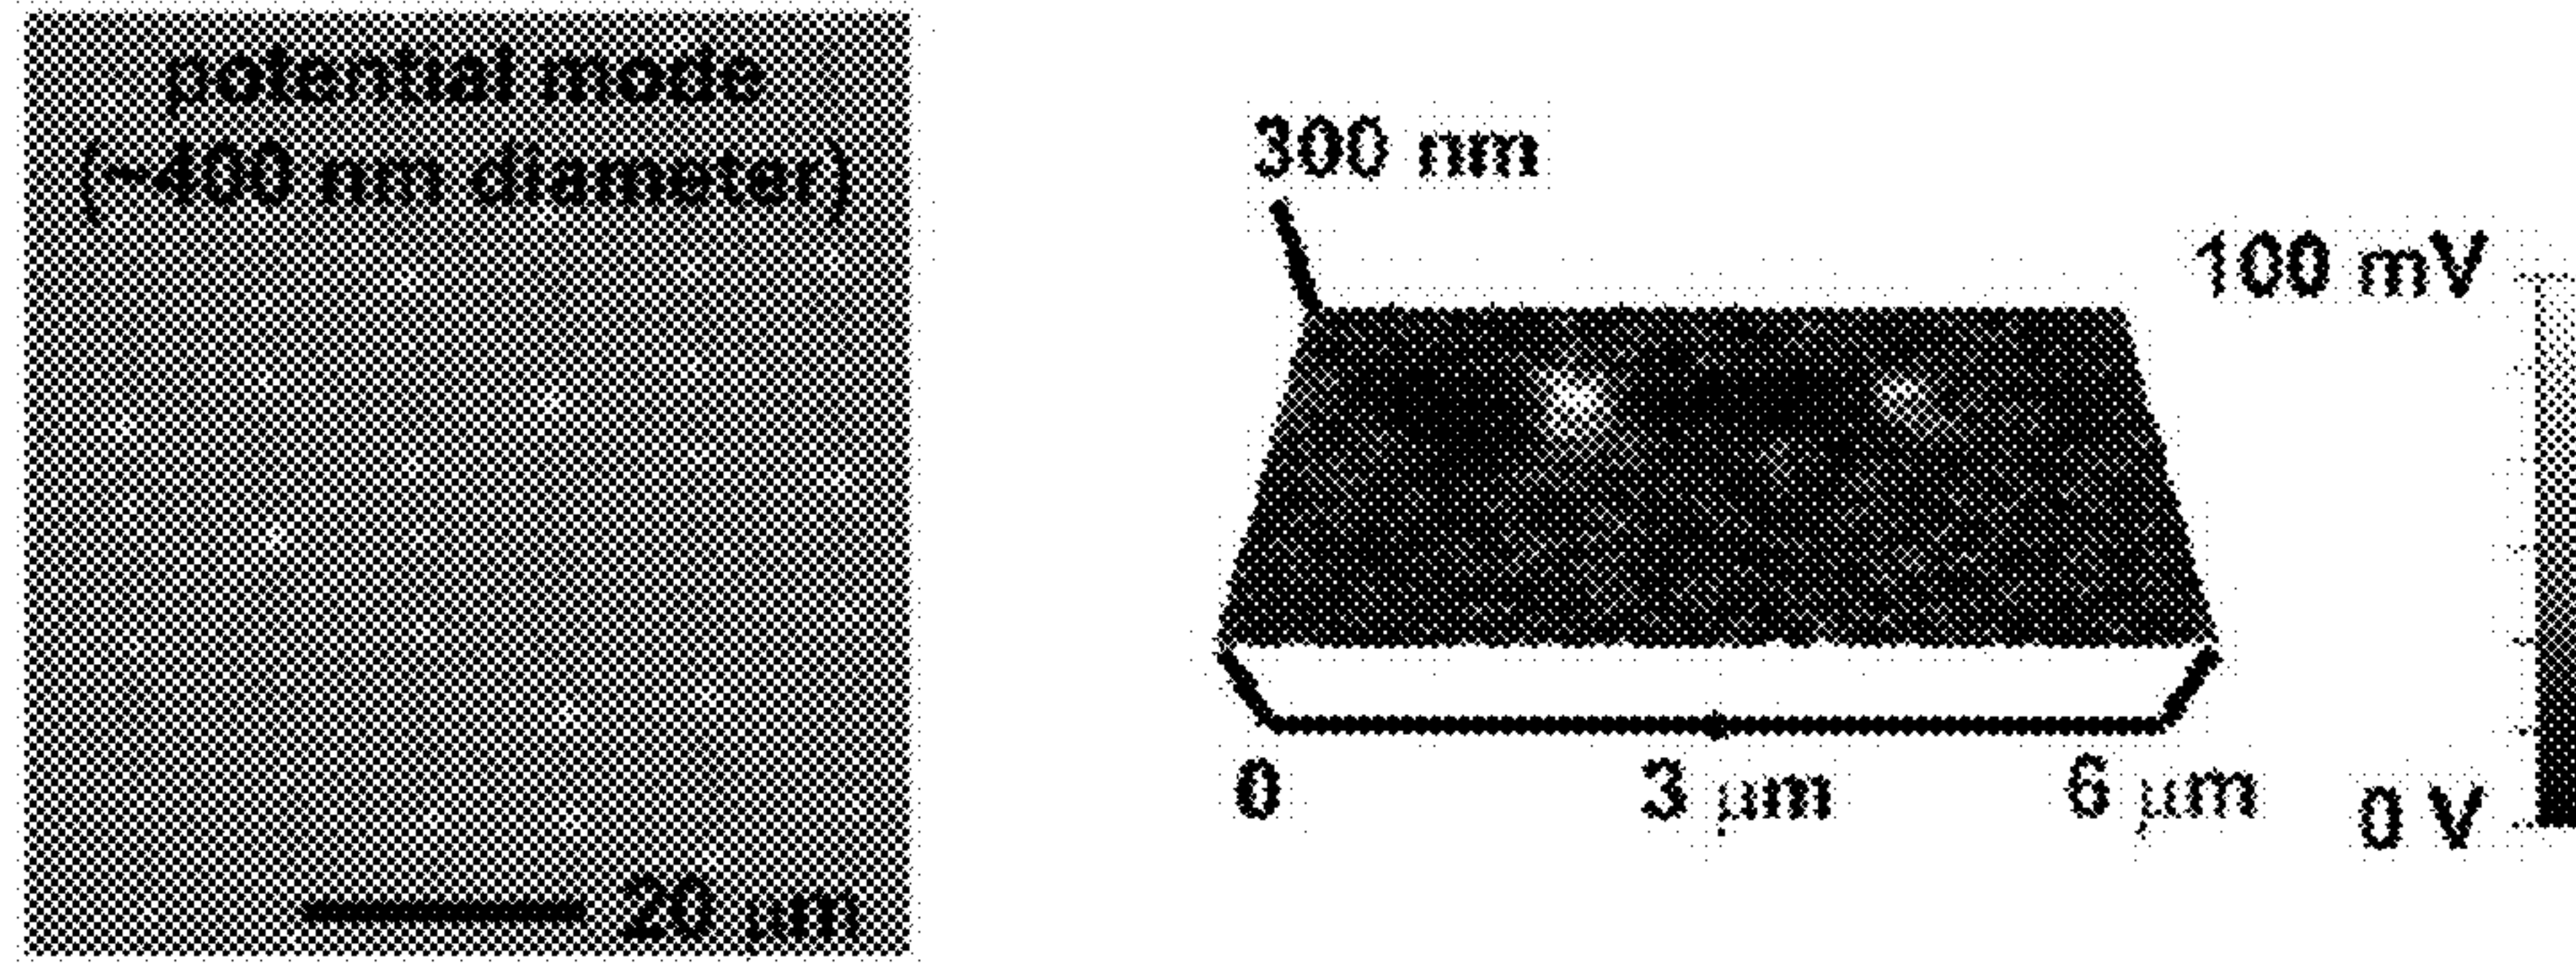 potential mode
(~400 nm diameter)
20 μm
300 nm
0
3 μm
6 μm
100 mV
0 V